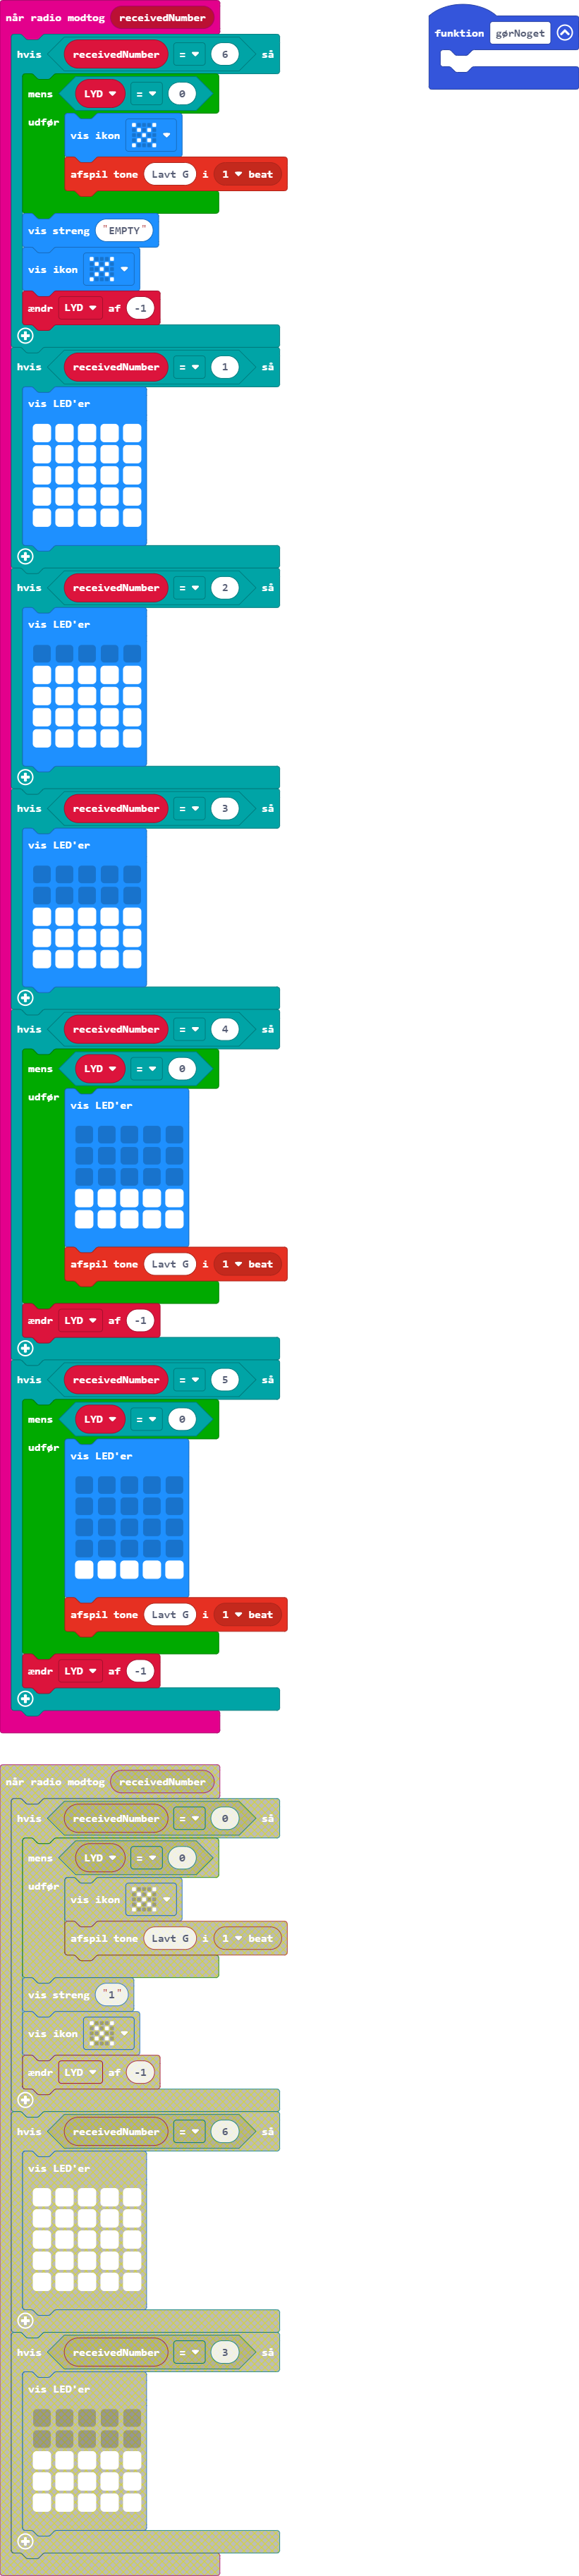 når radio modtog receivedNumber
funktion gørNoget
hvis receivedNumber = 6 så
mens LYD = 0
udfør
vis ikon
afspil tone Lavt G i 1 beat
vis streng "EMPTY"
vis ikon
ændr LYD af -1
hvis receivedNumber = 1 så
vis LED'er
hvis receivedNumber = 2 så
vis LED'er
hvis receivedNumber = 3 så
vis LED'er
hvis receivedNumber = 4 så
mens LYD = 0
udfør
vis LED'er
afspil tone Lavt G i 1 beat
ændr LYD af -1
hvis receivedNumber = 5 så
mens LYD = 0
udfør
vis LED'er
afspil tone Lavt G i 1 beat
ændr LYD af -1
når radio modtog receivedNumber
hvis receivedNumber = 0 så
mens LYD = 0
udfør
vis ikon
afspil tone Lavt G i 1 beat
vis streng "1"
vis ikon
ændr LYD af -1
hvis receivedNumber = 6 så
vis LED'er
hvis receivedNumber = 3 så
vis LED'er